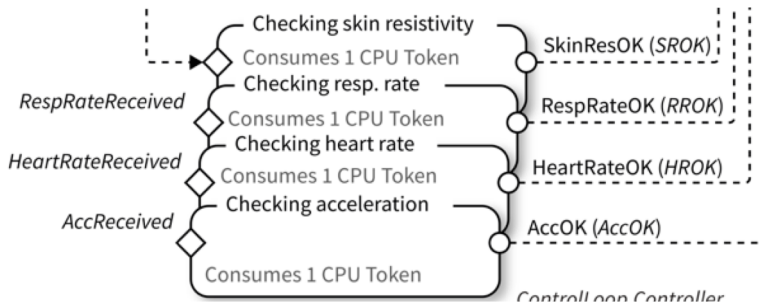 Checking skin resistivity
SkinResOK (SROK)
Consumes 1 CPU Token
Checking resp. rate
RespRateReceived
RespRateOK (RROK)
Consumes 1 CPU Token
Checking heart rate
HeartRateReceived
HeartRateOK (HROK)
Consumes 1 CPU Token
Checking acceleration
AccReceived
AccOK (AccOK)
Consumes 1 CPU Token
ControlLoop Controller